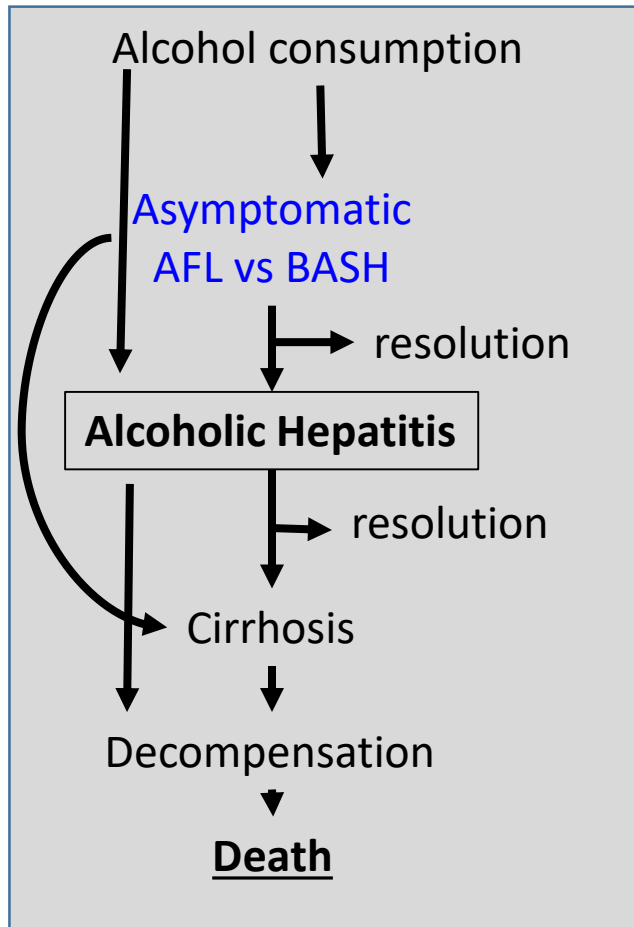 Alcohol consumption
Asymptomatic
AFL vs BASH
resolution
Alcoholic Hepatitis
resolution
Cirrhosis
Decompensation
Death